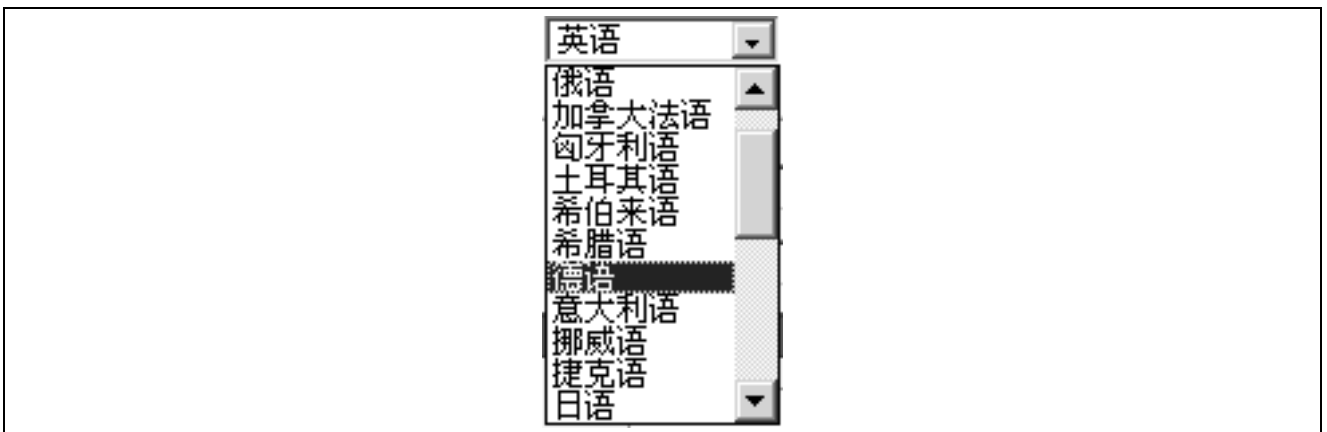 英语
俄语
加拿大法语
匈牙利语
土耳其语
希伯来语
希腊语
德语
意大利语
挪威语
捷克语
日语